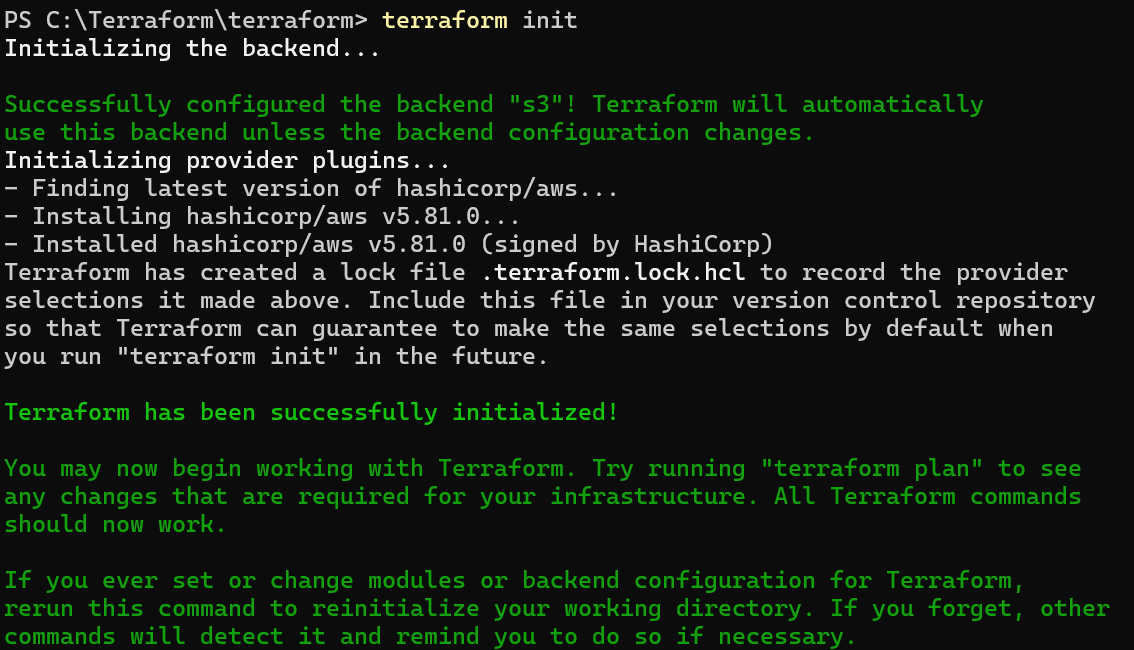 PS C:\Terraform\terraform> terraform init
Initializing the backend...
Successfully configured the backend "s3"! Terraform will automatically
use this backend unless the backend configuration changes.
Initializing provider plugins...
- Finding latest version of hashicorp/aws...
- Installing hashicorp/aws v5.81.0...
- Installed hashicorp/aws v5.81.0 (signed by HashiCorp)
Terraform has created a lock file .terraform.lock.hcl to record the provider
selections it made above. Include this file in your version control repository
so that Terraform can guarantee to make the same selections by default when
you run "terraform init" in the future.
Terraform has been successfully initialized!
You may now begin working with Terraform. Try running "terraform plan" to see
any changes that are required for your infrastructure. All Terraform commands
should now work.
If you ever set or change modules or backend configuration for Terraform,
rerun this command to reinitialize your working directory. If you forget, other
commands will detect it and remind you to do so if necessary.